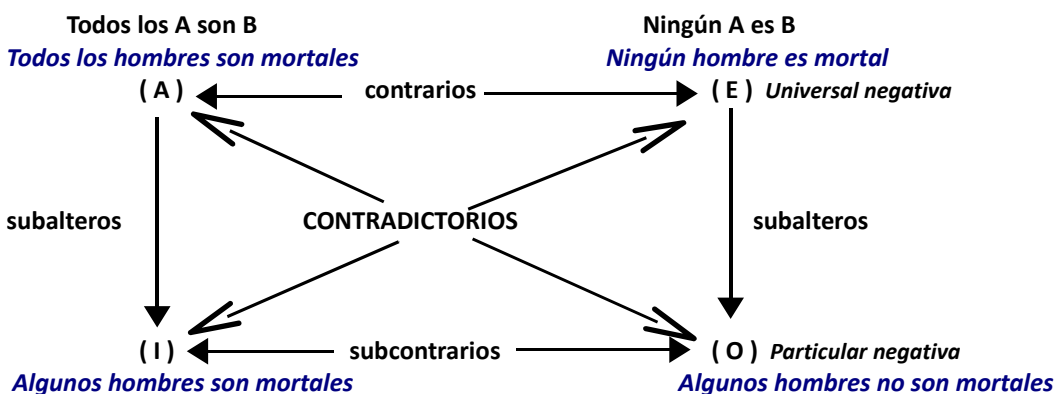 Todos los A son B
Ningún A es B
Todos los hombres son mortales
Ningún hombre es mortal
( A )
contrarios
( E ) Universal negativa
subalteros
CONTRADICTORIOS
subalteros
( I )
subcontrarios
( O ) Particular negativa
Algunos hombres son mortales
Algunos hombres no son mortales